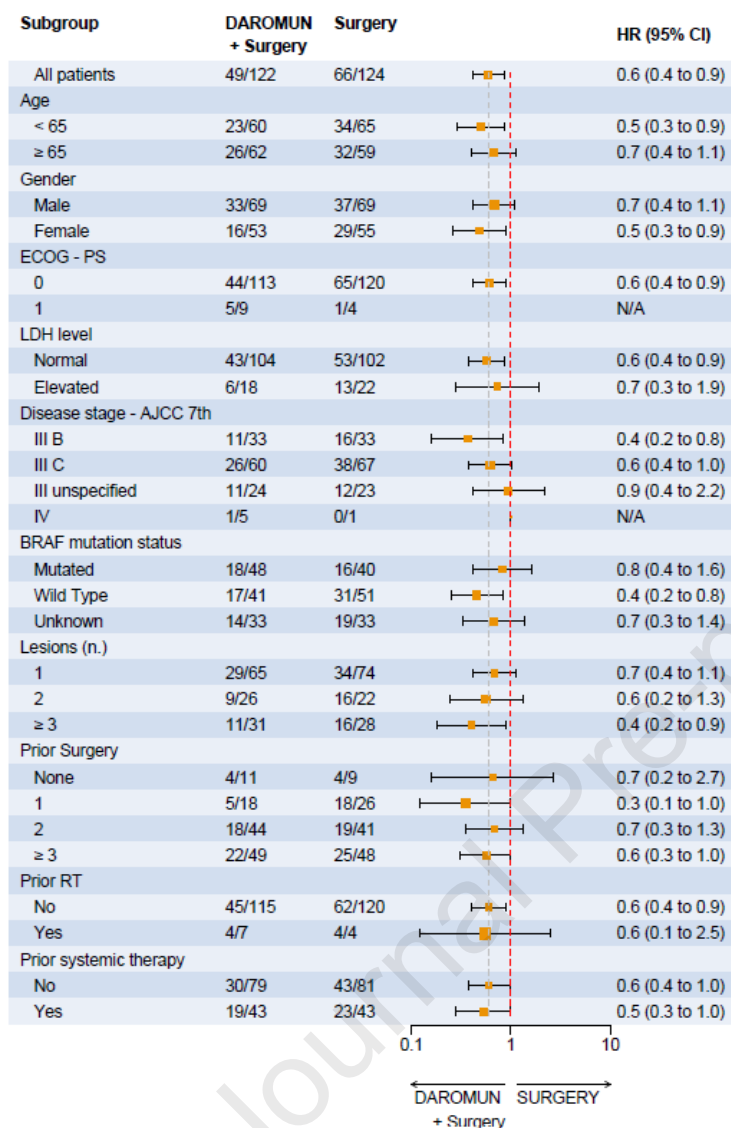 Subgroup DAROMUN + Surgery Surgery HR (95% CI)
All patients 49/122 66/124 0.6 (0.4 to 0.9)
Age
< 65 23/60 34/65 0.5 (0.3 to 0.9)
≥ 65 26/62 32/59 0.7 (0.4 to 1.1)
Gender
Male 33/69 37/69 0.7 (0.4 to 1.1)
Female 16/53 29/55 0.5 (0.3 to 0.9)
ECOG - PS
0 44/113 65/120 0.6 (0.4 to 0.9)
1 5/9 1/4 N/A
LDH level
Normal 43/104 53/102 0.6 (0.4 to 0.9)
Elevated 6/18 13/22 0.7 (0.3 to 1.9)
Disease stage - AJCC 7th
III B 11/33 16/33 0.4 (0.2 to 0.8)
III C 26/60 38/67 0.6 (0.4 to 1.0)
III unspecified 11/24 12/23 0.9 (0.4 to 2.2)
IV 1/5 0/1 N/A
BRAF mutation status
Mutated 18/48 16/40 0.8 (0.4 to 1.6)
Wild Type 17/41 31/51 0.4 (0.2 to 0.8)
Unknown 14/33 19/33 0.7 (0.3 to 1.4)
Lesions (n.)
1 29/65 34/74 0.7 (0.4 to 1.1)
2 9/26 16/22 0.6 (0.2 to 1.3)
≥ 3 11/31 16/28 0.4 (0.2 to 0.9)
Prior Surgery
None 4/11 4/9 0.7 (0.2 to 2.7)
1 5/18 18/26 0.3 (0.1 to 1.0)
2 18/44 19/41 0.7 (0.3 to 1.3)
≥ 3 22/49 25/48 0.6 (0.3 to 1.0)
Prior RT
No 45/115 62/120 0.6 (0.4 to 0.9)
Yes 4/7 4/4 0.6 (0.1 to 2.5)
Prior systemic therapy
No 30/79 43/81 0.6 (0.4 to 1.0)
Yes 19/43 23/43 0.5 (0.3 to 1.0)
0.1 1 10
DAROMUN + Surgery SURGERY
Journal Pre-p